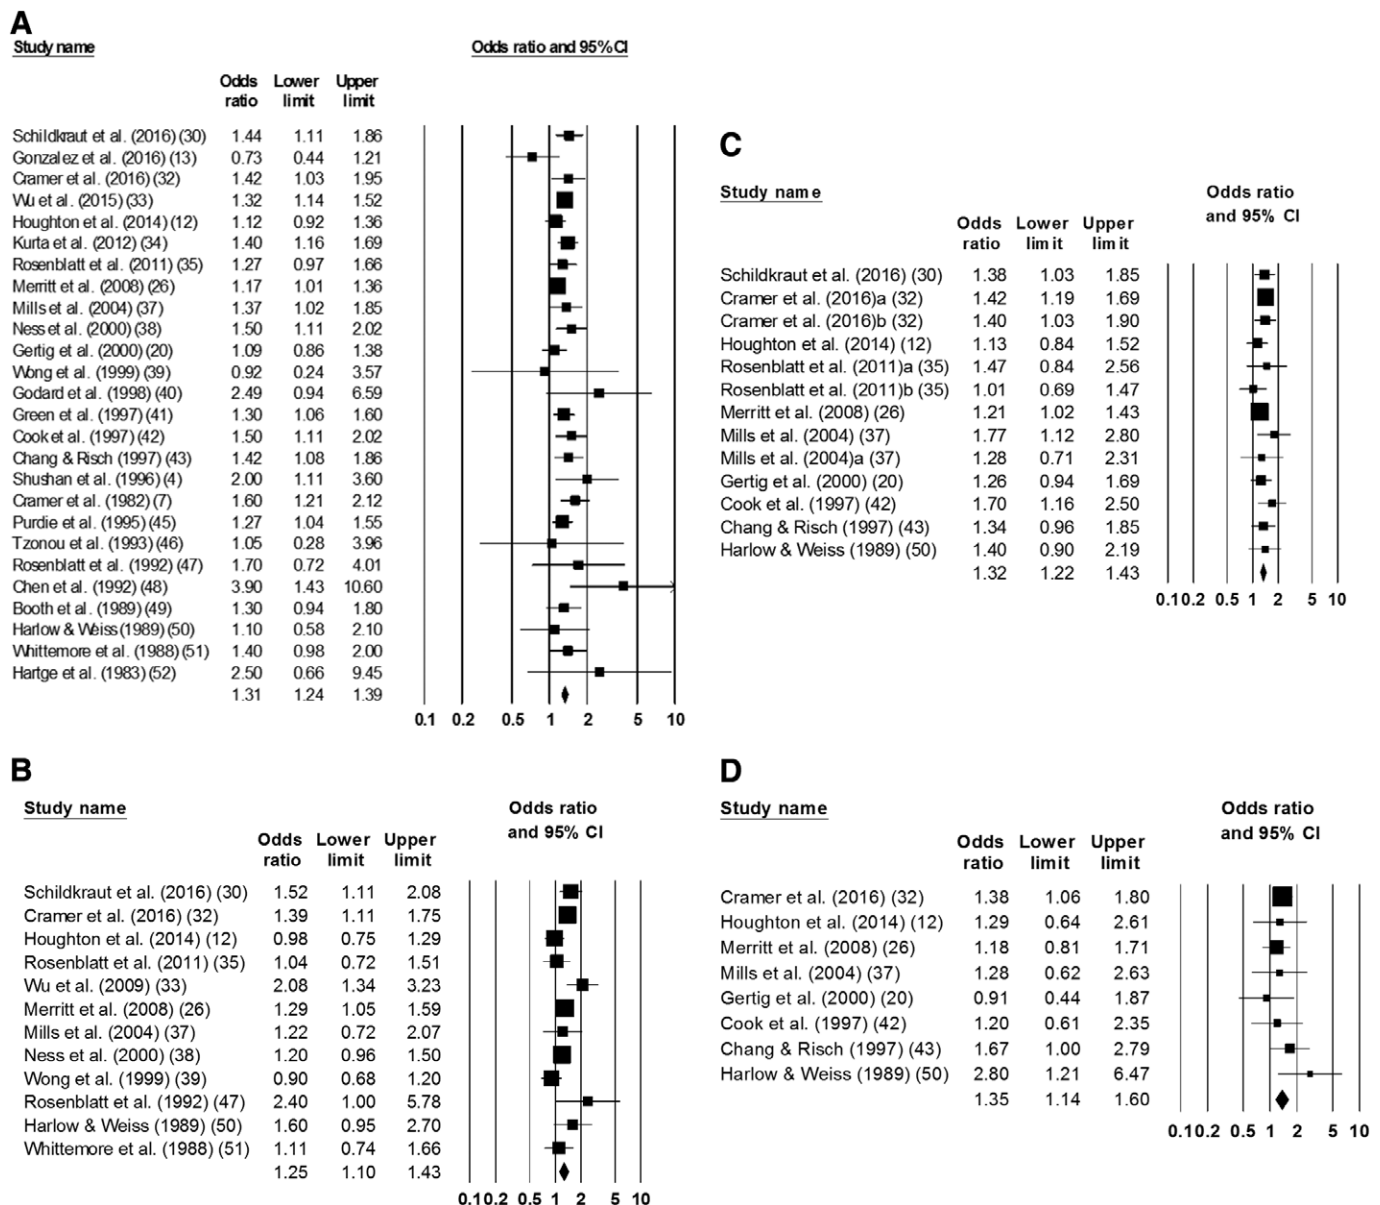 A
Study name Odds ratio and 95%CI
Odds Lower Upper
ratio limit limit
Schildkraut et al. (2016) (30) 1.44 1.11 1.86
Gonzalez et al. (2016) (13) 0.73 0.44 1.21
Cramer et al. (2016) (32) 1.42 1.03 1.95
Wu et al. (2015) (33) 1.32 1.14 1.52
Houghton et al. (2014) (12) 1.12 0.92 1.36
Kurta et al. (2012) (34) 1.40 1.16 1.69
Rosenblatt et al. (2011) (35) 1.27 0.97 1.66
Merritt et al. (2008) (26) 1.17 1.01 1.36
Mills et al. (2004) (37) 1.37 1.02 1.85
Ness et al. (2000) (38) 1.50 1.11 2.02
Gertig et al. (2000) (20) 1.09 0.86 1.38
Wong et al. (1999) (39) 0.92 0.24 3.57
Godard et al. (1998) (40) 2.49 0.94 6.59
Green et al. (1997) (41) 1.30 1.06 1.60
Cook et al. (1997) (42) 1.50 1.11 2.02
Chang & Risch (1997) (43) 1.42 1.08 1.86
Shushan et al. (1996) (4) 2.00 1.11 3.60
Cramer et al. (1982) (7) 1.60 1.21 2.12
Purdie et al. (1995) (45) 1.27 1.04 1.55
Tzonou et al. (1993) (46) 1.05 0.28 3.96
Rosenblatt et al. (1992) (47) 1.70 0.72 4.01
Chen et al. (1992) (48) 3.90 1.43 10.60
Booth et al. (1989) (49) 1.30 0.94 1.80
Harlow & Weiss (1989) (50) 1.10 0.58 2.10
Whittemore et al. (1988) (51) 1.40 0.98 2.00
Hartge et al. (1983) (52) 2.50 0.66 9.45
1.31 1.24 1.39
0.1 0.2 0.5 1 2 5 10
B
Study name Odds ratio
and 95% CI
Odds Lower Upper
ratio limit limit
Schildkraut et al. (2016) (30) 1.52 1.11 2.08
Cramer et al. (2016) (32) 1.39 1.11 1.75
Houghton et al. (2014) (12) 0.98 0.75 1.29
Rosenblatt et al. (2011) (35) 1.04 0.72 1.51
Wu et al. (2009) (33) 2.08 1.34 3.23
Merritt et al. (2008) (26) 1.29 1.05 1.59
Mills et al. (2004) (37) 1.22 0.72 2.07
Ness et al. (2000) (38) 1.20 0.96 1.50
Wong et al. (1999) (39) 0.90 0.68 1.20
Rosenblatt et al. (1992) (47) 2.40 1.00 5.78
Harlow & Weiss (1989) (50) 1.60 0.95 2.70
Whittemore et al. (1988) (51) 1.11 0.74 1.66
1.25 1.10 1.43
0.1 0.2 0.5 1 2 5 10
C
Study name Odds ratio
and 95% CI
Odds Lower Upper
ratio limit limit
Schildkraut et al. (2016) (30) 1.38 1.03 1.85
Cramer et al. (2016)a (32) 1.42 1.19 1.69
Cramer et al. (2016)b (32) 1.40 1.03 1.90
Houghton et al. (2014) (12) 1.13 0.84 1.52
Rosenblatt et al. (2011)a (35) 1.47 0.84 2.56
Rosenblatt et al. (2011)b (35) 1.01 0.69 1.47
Merritt et al. (2008) (26) 1.21 1.02 1.43
Mills et al. (2004) (37) 1.77 1.12 2.80
Mills et al. (2004)a (37) 1.28 0.71 2.31
Gertig et al. (2000) (20) 1.26 0.94 1.69
Cook et al. (1997) (42) 1.70 1.16 2.50
Chang & Risch (1997) (43) 1.34 0.96 1.85
Harlow & Weiss (1989) (50) 1.40 0.90 2.19
1.32 1.22 1.43
0.1 0.2 0.5 1 2 5 10
D
Study name Odds ratio
and 95% CI
Odds Lower Upper
ratio limit limit
Cramer et al. (2016) (32) 1.38 1.06 1.80
Houghton et al. (2014) (12) 1.29 0.64 2.61
Merritt et al. (2008) (26) 1.18 0.81 1.71
Mills et al. (2004) (37) 1.28 0.62 2.63
Gertig et al. (2000) (20) 0.91 0.44 1.87
Cook et al. (1997) (42) 1.20 0.61 2.35
Chang & Risch (1997) (43) 1.67 1.00 2.79
Harlow & Weiss (1989) (50) 2.80 1.21 6.47
1.35 1.14 1.60
0.1 0.2 0.5 1 2 5 10